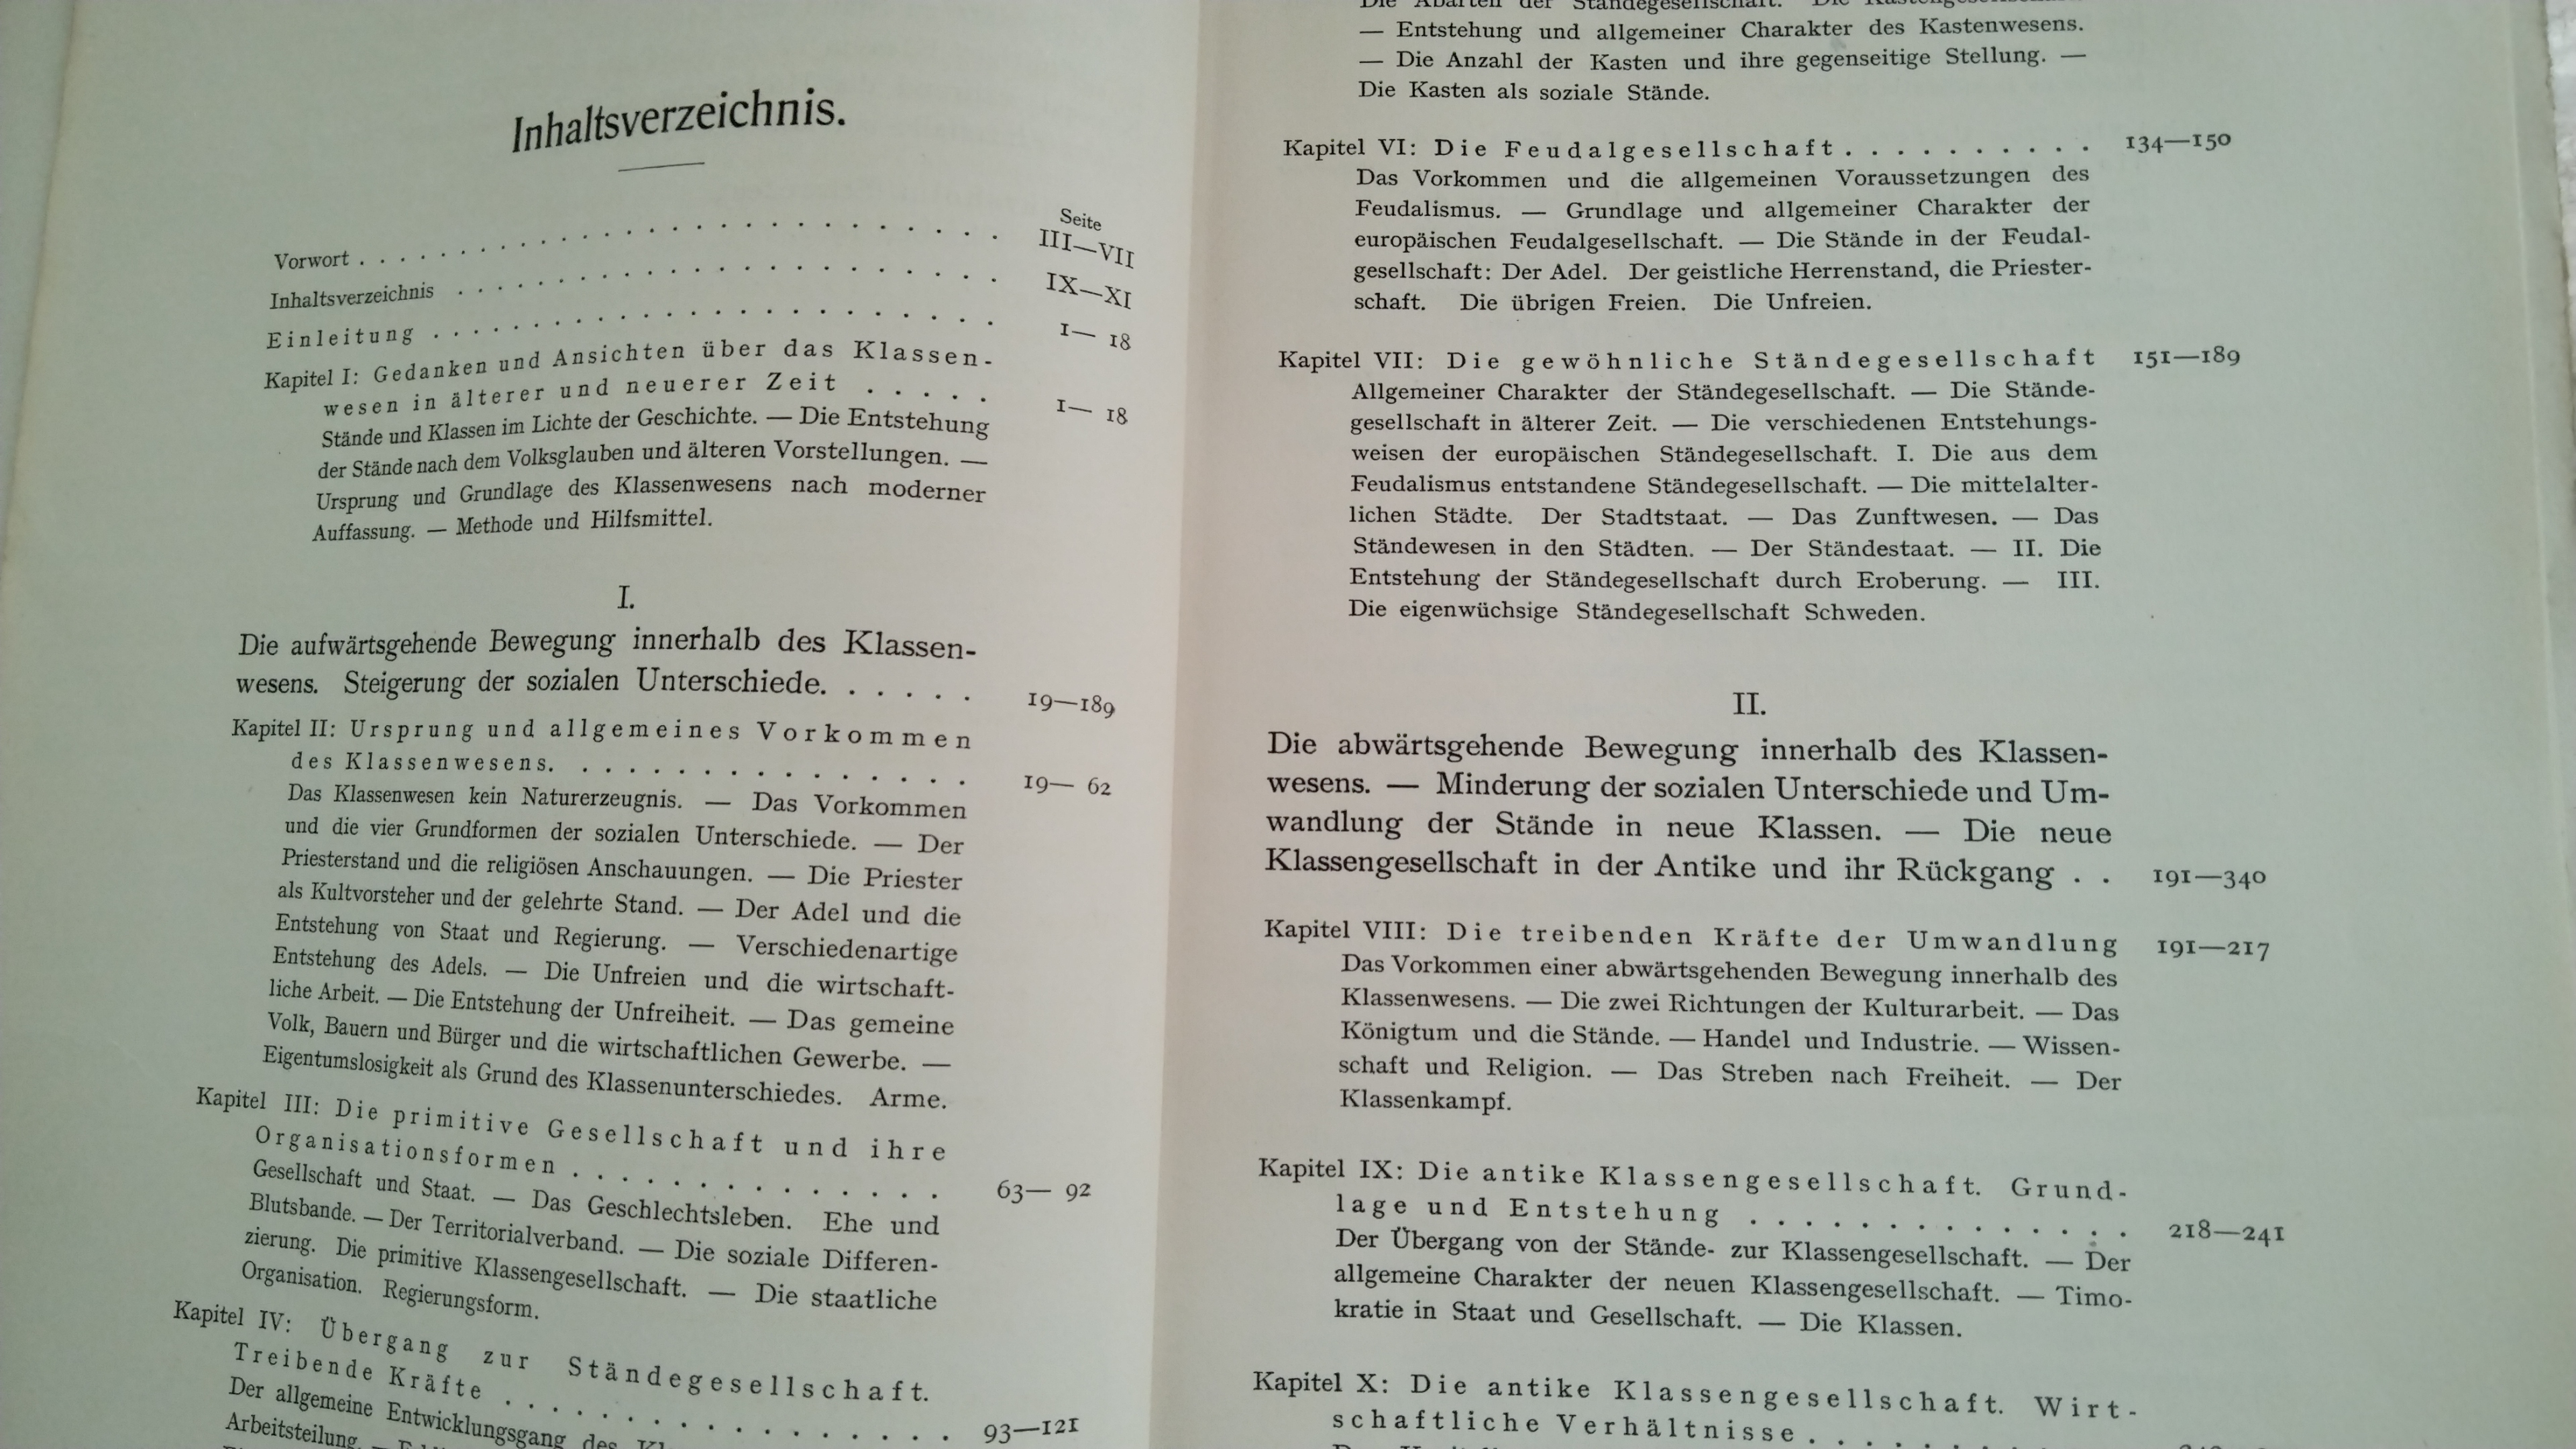 Inhaltsverzeichnis.
Seite
Vorwort . . . . . . . . . . . . . . . . . . . . . . III—VII
Inhaltsverzeichnis . . . . . . . . . . . . . . . . . . . IX—XI
Einleitung . . . . . . . . . . . . . . . . . . . . 1— 18
Kapitel I: Gedanken und Ansichten über das Klassen-
wesen in älterer und neuerer Zeit . . . . . 1— 18
Stände und Klassen im Lichte der Geschichte. — Die Entstehung
der Stände nach dem Volksglauben und älteren Vorstellungen. —
Ursprung und Grundlage des Klassenwesens nach moderner
Auffassung. — Methode und Hilfsmittel.
I.
Die aufwärtsgehende Bewegung innerhalb des Klassen-
wesens. Steigerung der sozialen Unterschiede. . . . . . 19—189
Kapitel II: Ursprung und allgemeines Vorkommen
des Klassenwesens. . . . . . . . . . . . . . 19— 62
Das Klassenwesen kein Naturerzeugnis. — Das Vorkommen
und die vier Grundformen der sozialen Unterschiede. — Der
Priesterstand und die religiösen Anschauungen. — Die Priester
als Kultvorsteher und der gelehrte Stand. — Der Adel und die
Entstehung von Staat und Regierung. — Verschiedenartige
Entstehung des Adels. — Die Unfreien und die wirtschaft-
liche Arbeit. — Die Entstehung der Unfreiheit. — Das gemeine
Volk, Bauern und Bürger und die wirtschaftlichen Gewerbe. —
Eigentumslosigkeit als Grund des Klassenunterschiedes. Arme.
Kapitel III: Die primitive Gesellschaft und ihre
Organisationsformen . . . . . . . . . . . . . 63— 92
Gesellschaft und Staat. — Das Geschlechtsleben. Ehe und
Blutsbande. — Der Territorialverband. — Die soziale Differen-
zierung. Die primitive Klassengesellschaft. — Die staatliche
Organisation. Regierungsform.
Kapitel IV: Übergang zur Ständegesellschaft.
Treibende Kräfte . . . . . . . . . . . . . . . 93—121
Der allgemeine Entwicklungsgang des
Arbeitsteilung. —
Die Abarten der Ständegesellschaft. Die
— Entstehung und allgemeiner Charakter des Kastenwesens.
— Die Anzahl der Kasten und ihre gegenseitige Stellung. —
Die Kasten als soziale Stände.
Kapitel VI: Die Feudalgesellschaft . . . . . . . . . . 134—150
Das Vorkommen und die allgemeinen Voraussetzungen des
Feudalismus. — Grundlage und allgemeiner Charakter der
europäischen Feudalgesellschaft. — Die Stände in der Feudal-
gesellschaft: Der Adel. Der geistliche Herrenstand, die Priester-
schaft. Die übrigen Freien. Die Unfreien.
Kapitel VII: Die gewöhnliche Ständegesellschaft 151—189
Allgemeiner Charakter der Ständegesellschaft. — Die Stände-
gesellschaft in älterer Zeit. — Die verschiedenen Entstehungs-
weisen der europäischen Ständegesellschaft. I. Die aus dem
Feudalismus entstandene Ständegesellschaft. — Die mittelalter-
lichen Städte. Der Stadtstaat. — Das Zunftwesen. — Das
Ständewesen in den Städten. — Der Ständestaat. — II. Die
Entstehung der Ständegesellschaft durch Eroberung. — III.
Die eigenwüchsige Ständegesellschaft Schweden.
II.
Die abwärtsgehende Bewegung innerhalb des Klassen-
wesens. — Minderung der sozialen Unterschiede und Um-
wandlung der Stände in neue Klassen. — Die neue
Klassengesellschaft in der Antike und ihr Rückgang . . 191—340
Kapitel VIII: Die treibenden Kräfte der Umwandlung 191—217
Das Vorkommen einer abwärtsgehenden Bewegung innerhalb des
Klassenwesens. — Die zwei Richtungen der Kulturarbeit. — Das
Königtum und die Stände. — Handel und Industrie. — Wissen-
schaft und Religion. — Das Streben nach Freiheit. — Der
Klassenkampf.
Kapitel IX: Die antike Klassengesellschaft. Grund-
lage und Entstehung . . . . . . . . . . . . . . 218—241
Der Übergang von der Stände- zur Klassengesellschaft. — Der
allgemeine Charakter der neuen Klassengesellschaft. — Timo-
kratie in Staat und Gesellschaft. — Die Klassen.
Kapitel X: Die antike Klassengesellschaft. Wirt-
schaftliche Verhältnisse . . . . . . .